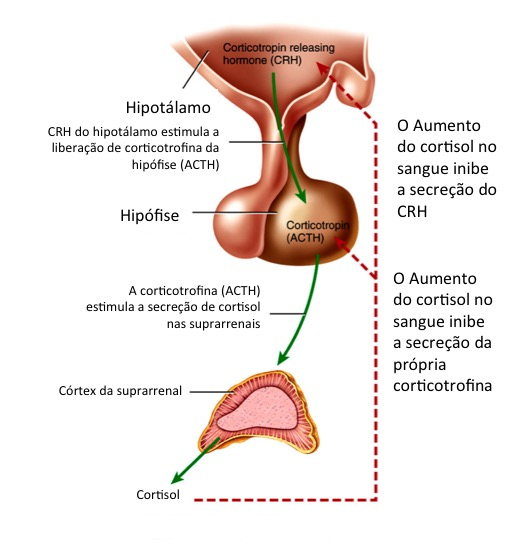 Corticotropin releasing
hormone (CRH)
Hipotálamo
CRH do hipotálamo estimula a
liberação de corticotrofina da
hipófise (ACTH)
O Aumento
do cortisol no
sangue inibe
a secreção do
CRH
Hipófise
Corticotropin
(ACTH)
A corticotrofina (ACTH)
estimula a secreção de cortisol
nas suprarrenais
O Aumento
do cortisol no
sangue inibe
a secreção da
própria
corticotrofina
Córtex da suprarrenal
Cortisol